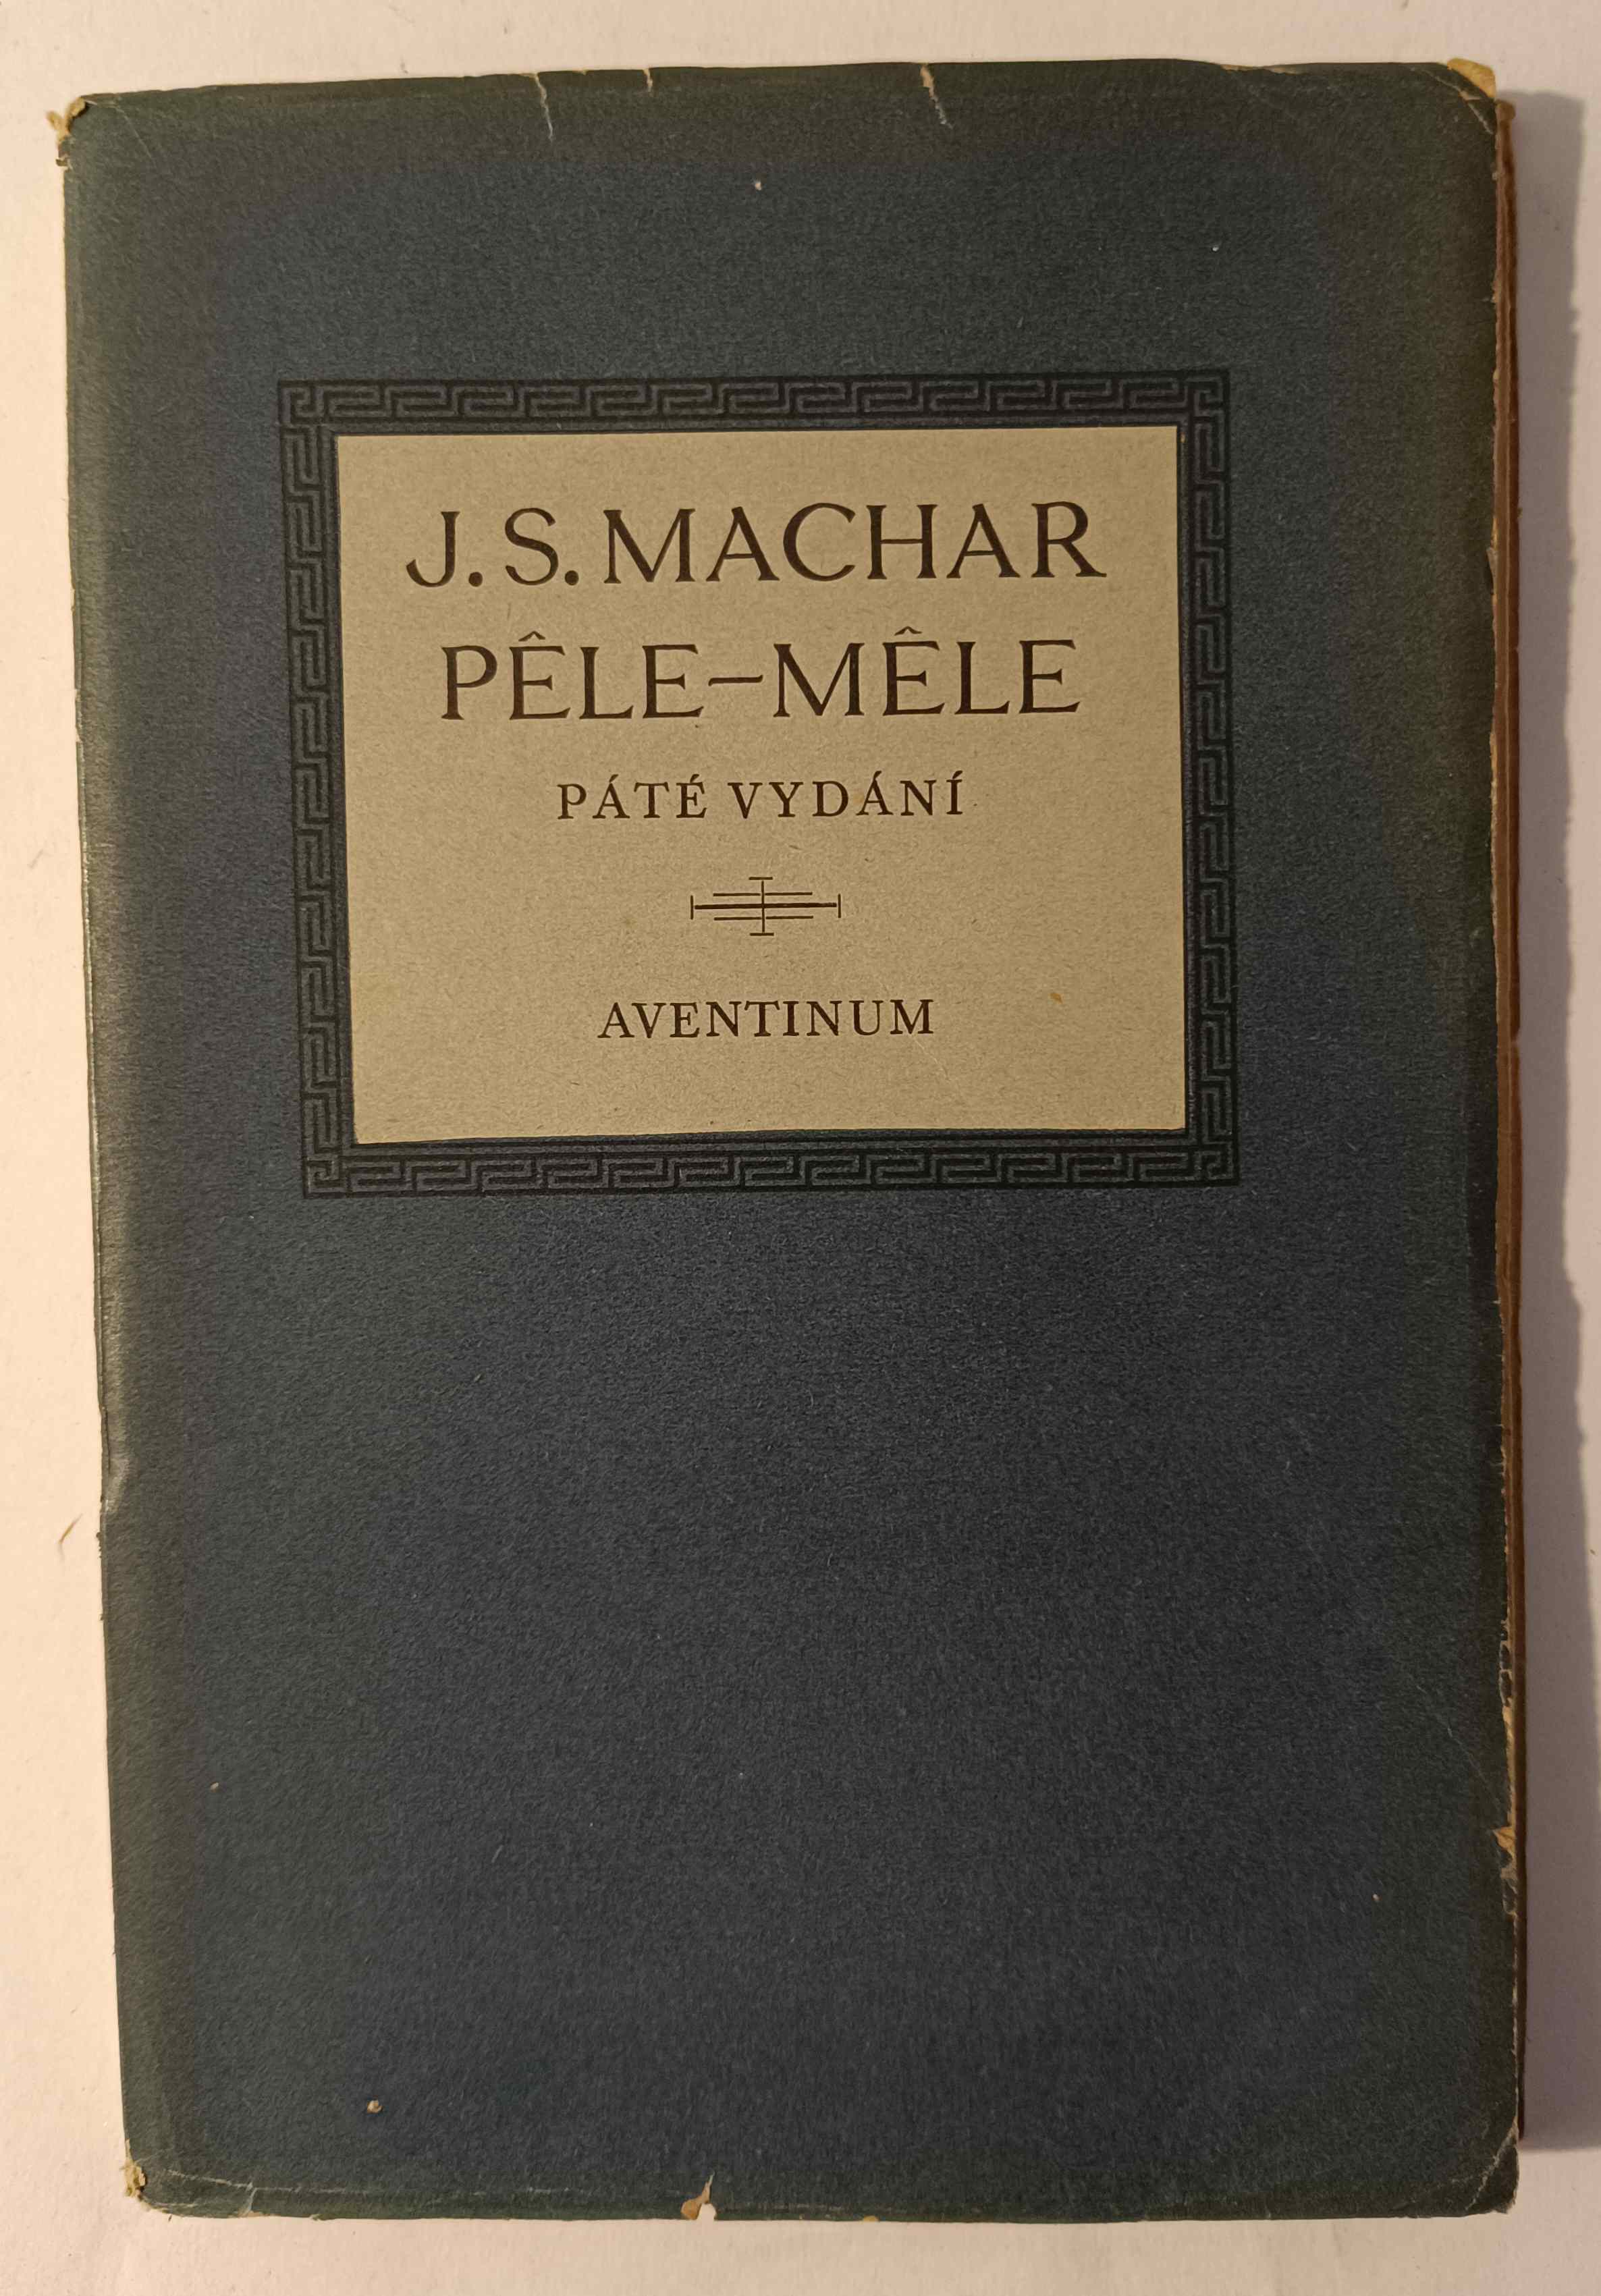 J. S. MACHAR
PÊLE–MÊLE
PÁTÉ VYDÁNÍ
AVENTINUM